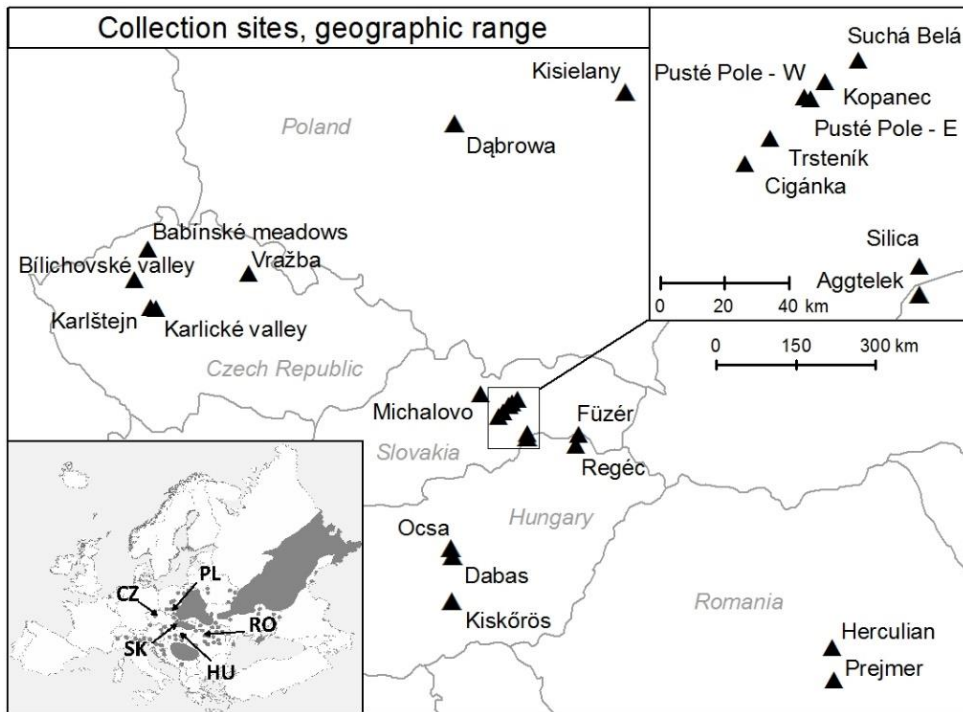 Collection sites, geographic range
Kisielany
Poland
Dąbrowa
Babínské meadows
Bílichovské valley
Vražba
Karlštejn
Karlické valley
Czech Republic
Suchá Belá
Pusté Pole - W
Kopanec
Pusté Pole - E
Trsteník
Cigánka
Silica
Aggtelek
0 20 40 km
0 150 300 km
Michalovo
Füzér
Slovakia
Regéc
Hungary
Ocsa
Dabas
Kiskőrös
Romania
Herculian
Prejmer
PL
CZ
RO
SK
HU